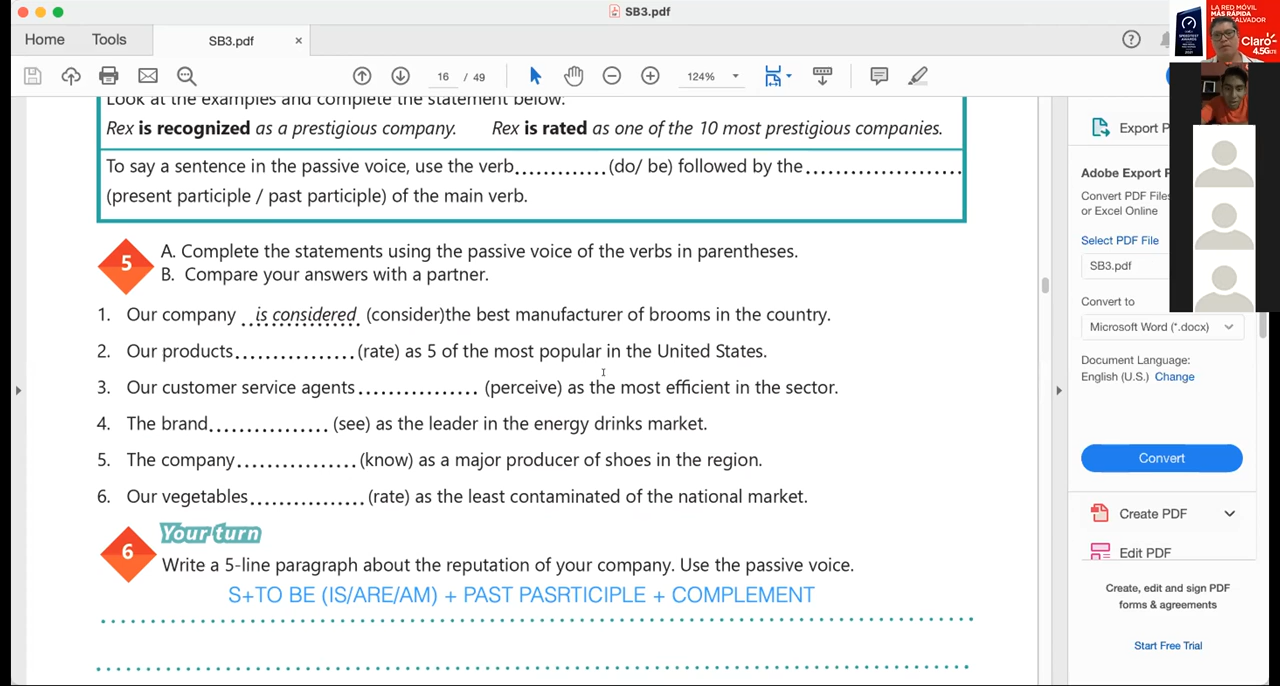 SB3.pdf
Home Tools SB3.pdf ×
16 / 49 124%
LA RED MÓVIL
MÁS RÁPIDA
Claro
4.5G
Look at the examples and complete the statement below.
Rex is recognized as a prestigious company. Rex is rated as one of the 10 most prestigious companies.
To say a sentence in the passive voice, use the verb.............(do/ be) followed by the......................
(present participle / past participle) of the main verb.
5
A. Complete the statements using the passive voice of the verbs in parentheses.
B. Compare your answers with a partner.
1. Our company is considered (consider)the best manufacturer of brooms in the country.
2. Our products.................(rate) as 5 of the most popular in the United States.
3. Our customer service agents ................. (perceive) as the most efficient in the sector.
4. The brand................. (see) as the leader in the energy drinks market.
5. The company.................(know) as a major producer of shoes in the region.
6. Our vegetables................(rate) as the least contaminated of the national market.
Your turn
6
Write a 5-line paragraph about the reputation of your company. Use the passive voice.
S+TO BE (IS/ARE/AM) + PAST PASRTICIPLE + COMPLEMENT
Export
Adobe Export
Convert PDF Files
or Excel Online
Select PDF File
SB3.pdf
Convert to
Microsoft Word (*.docx)
Document Language:
English (U.S.) Change
Convert
Create PDF
Edit PDF
Create, edit and sign PDF
forms & agreements
Start Free Trial